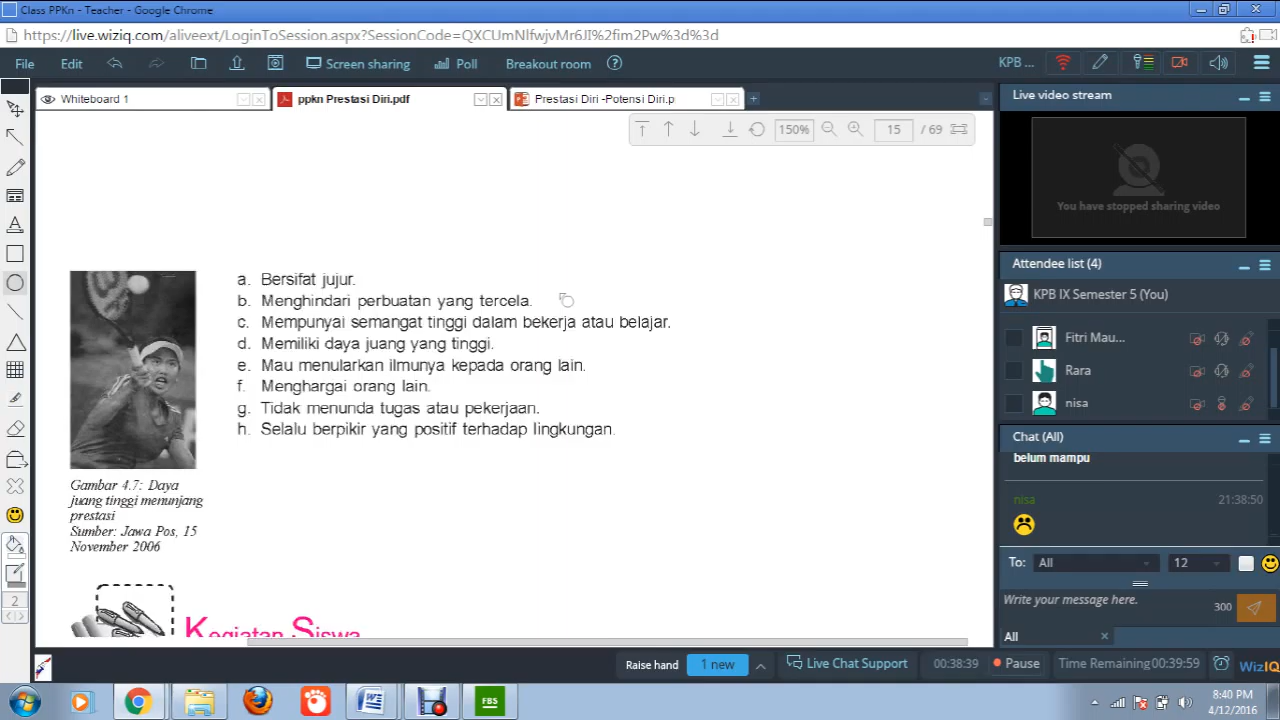 Class PPKn - Teacher - Google Chrome
https://live.wiziq.com/aliveext/LoginToSession.aspx?SessionCode=QXCUmNlfwjvMr6JI%2fim2Pw%3d%3d
File Edit Screen sharing Poll Breakout room KPB ...
Whiteboard 1 ppkn Prestasi Diri.pdf Prestasi Diri -Potensi Diri.p
150% 15 / 69
Live video stream
You have stopped sharing video
Attendee list (4)
KPB IX Semester 5 (You)
Fitri Mau...
Rara
nisa
Chat (All)
belum mampu
nisa 21:38:50
To: All 12
Write your message here. 300
All
a. Bersifat jujur.
b. Menghindari perbuatan yang tercela.
c. Mempunyai semangat tinggi dalam bekerja atau belajar.
d. Memiliki daya juang yang tinggi.
e. Mau menularkan ilmunya kepada orang lain.
f. Menghargai orang lain.
g. Tidak menunda tugas atau pekerjaan.
h. Selalu berpikir yang positif terhadap lingkungan.
Gambar 4.7: Daya
juang tinggi menunjang
prestasi
Sumber: Jawa Pos, 15
November 2006
Kegiatan Siswa
2
Raise hand 1 new Live Chat Support 00:38:39 Pause Time Remaining 00:39:59 WizIQ
FBS
8:40 PM
4/12/2016